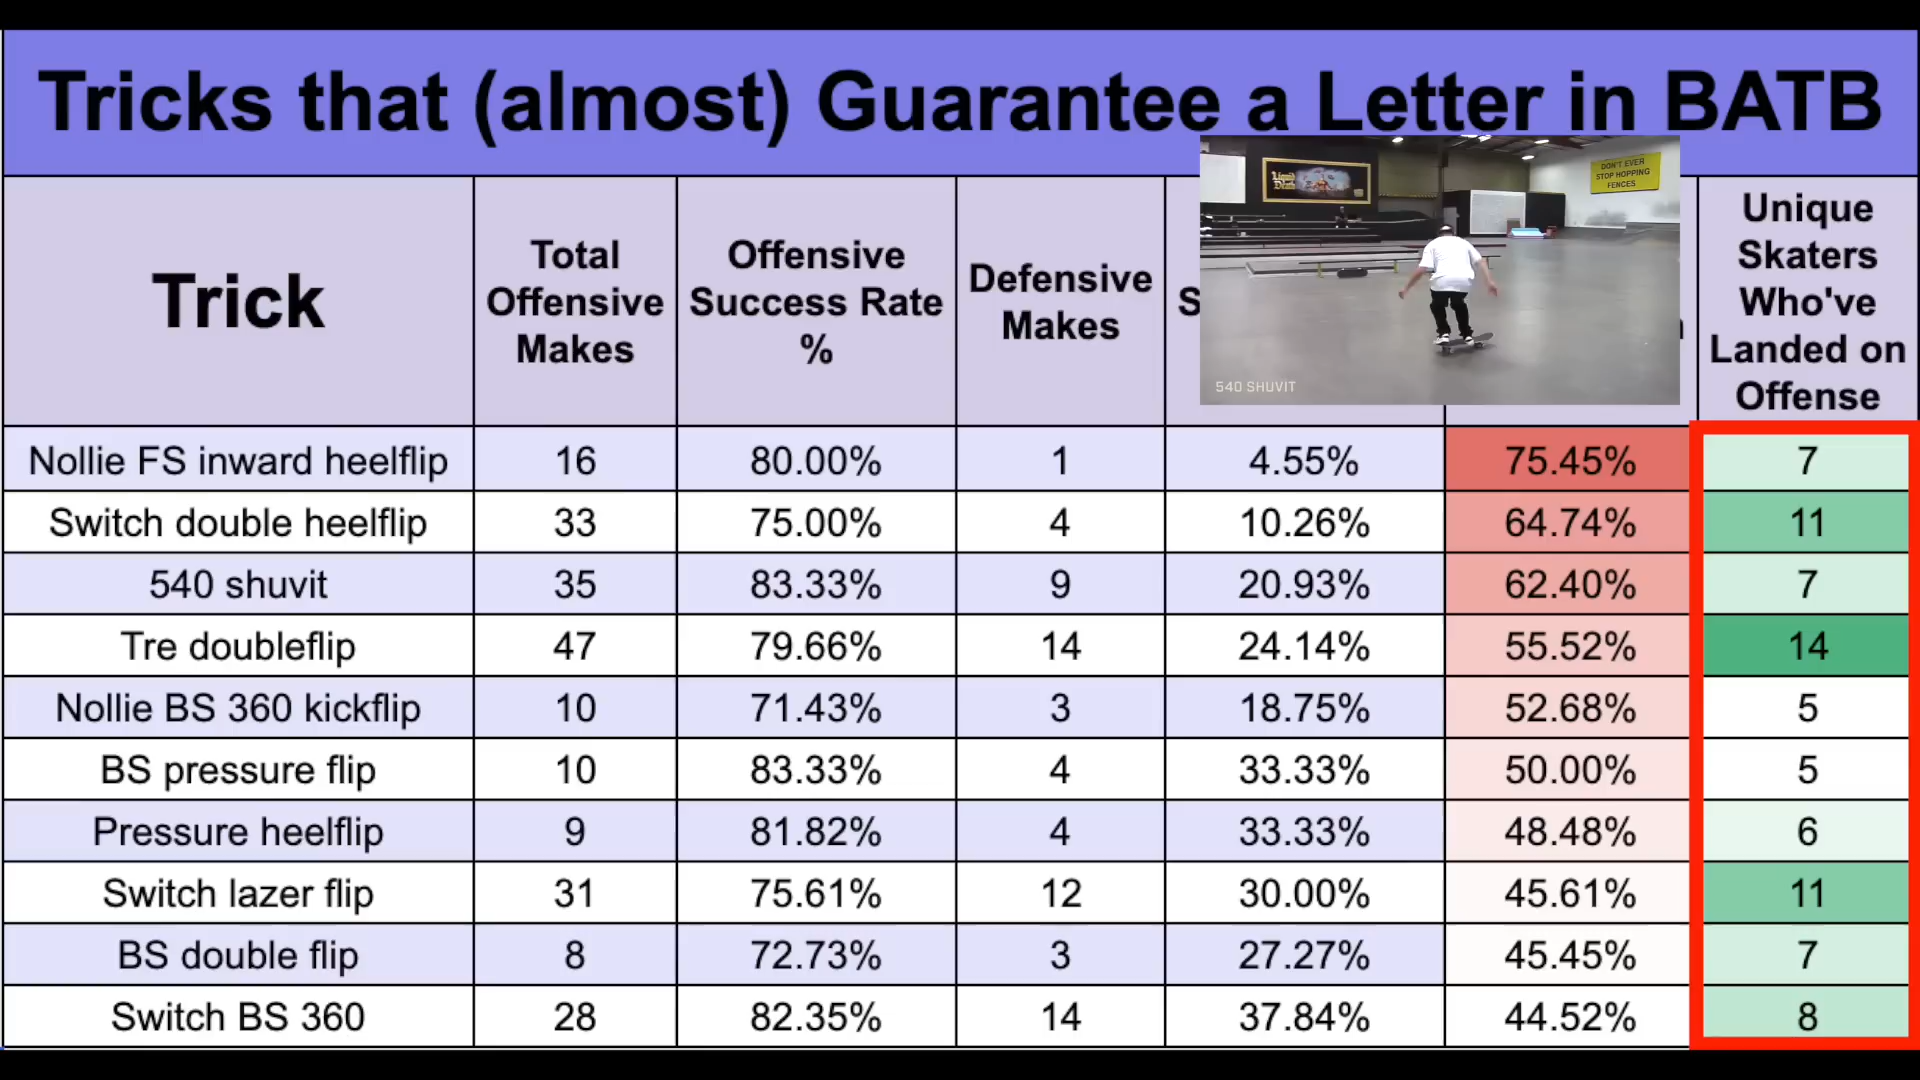 Tricks that (almost) Guarantee a Letter in BATB
Trick
Total
Offensive
Makes
Offensive
Success Rate
%
Defensive
Makes
S
Unique
Skaters
Who've
Landed on
Offense
Liquid
Death
DON'T EVER
STOP HOPPING
FENCES
540 SHUVIT
Nollie FS inward heelflip 16 80.00% 1 4.55% 75.45% 7
Switch double heelflip 33 75.00% 4 10.26% 64.74% 11
540 shuvit 35 83.33% 9 20.93% 62.40% 7
Tre doubleflip 47 79.66% 14 24.14% 55.52% 14
Nollie BS 360 kickflip 10 71.43% 3 18.75% 52.68% 5
BS pressure flip 10 83.33% 4 33.33% 50.00% 5
Pressure heelflip 9 81.82% 4 33.33% 48.48% 6
Switch lazer flip 31 75.61% 12 30.00% 45.61% 11
BS double flip 8 72.73% 3 27.27% 45.45% 7
Switch BS 360 28 82.35% 14 37.84% 44.52% 8